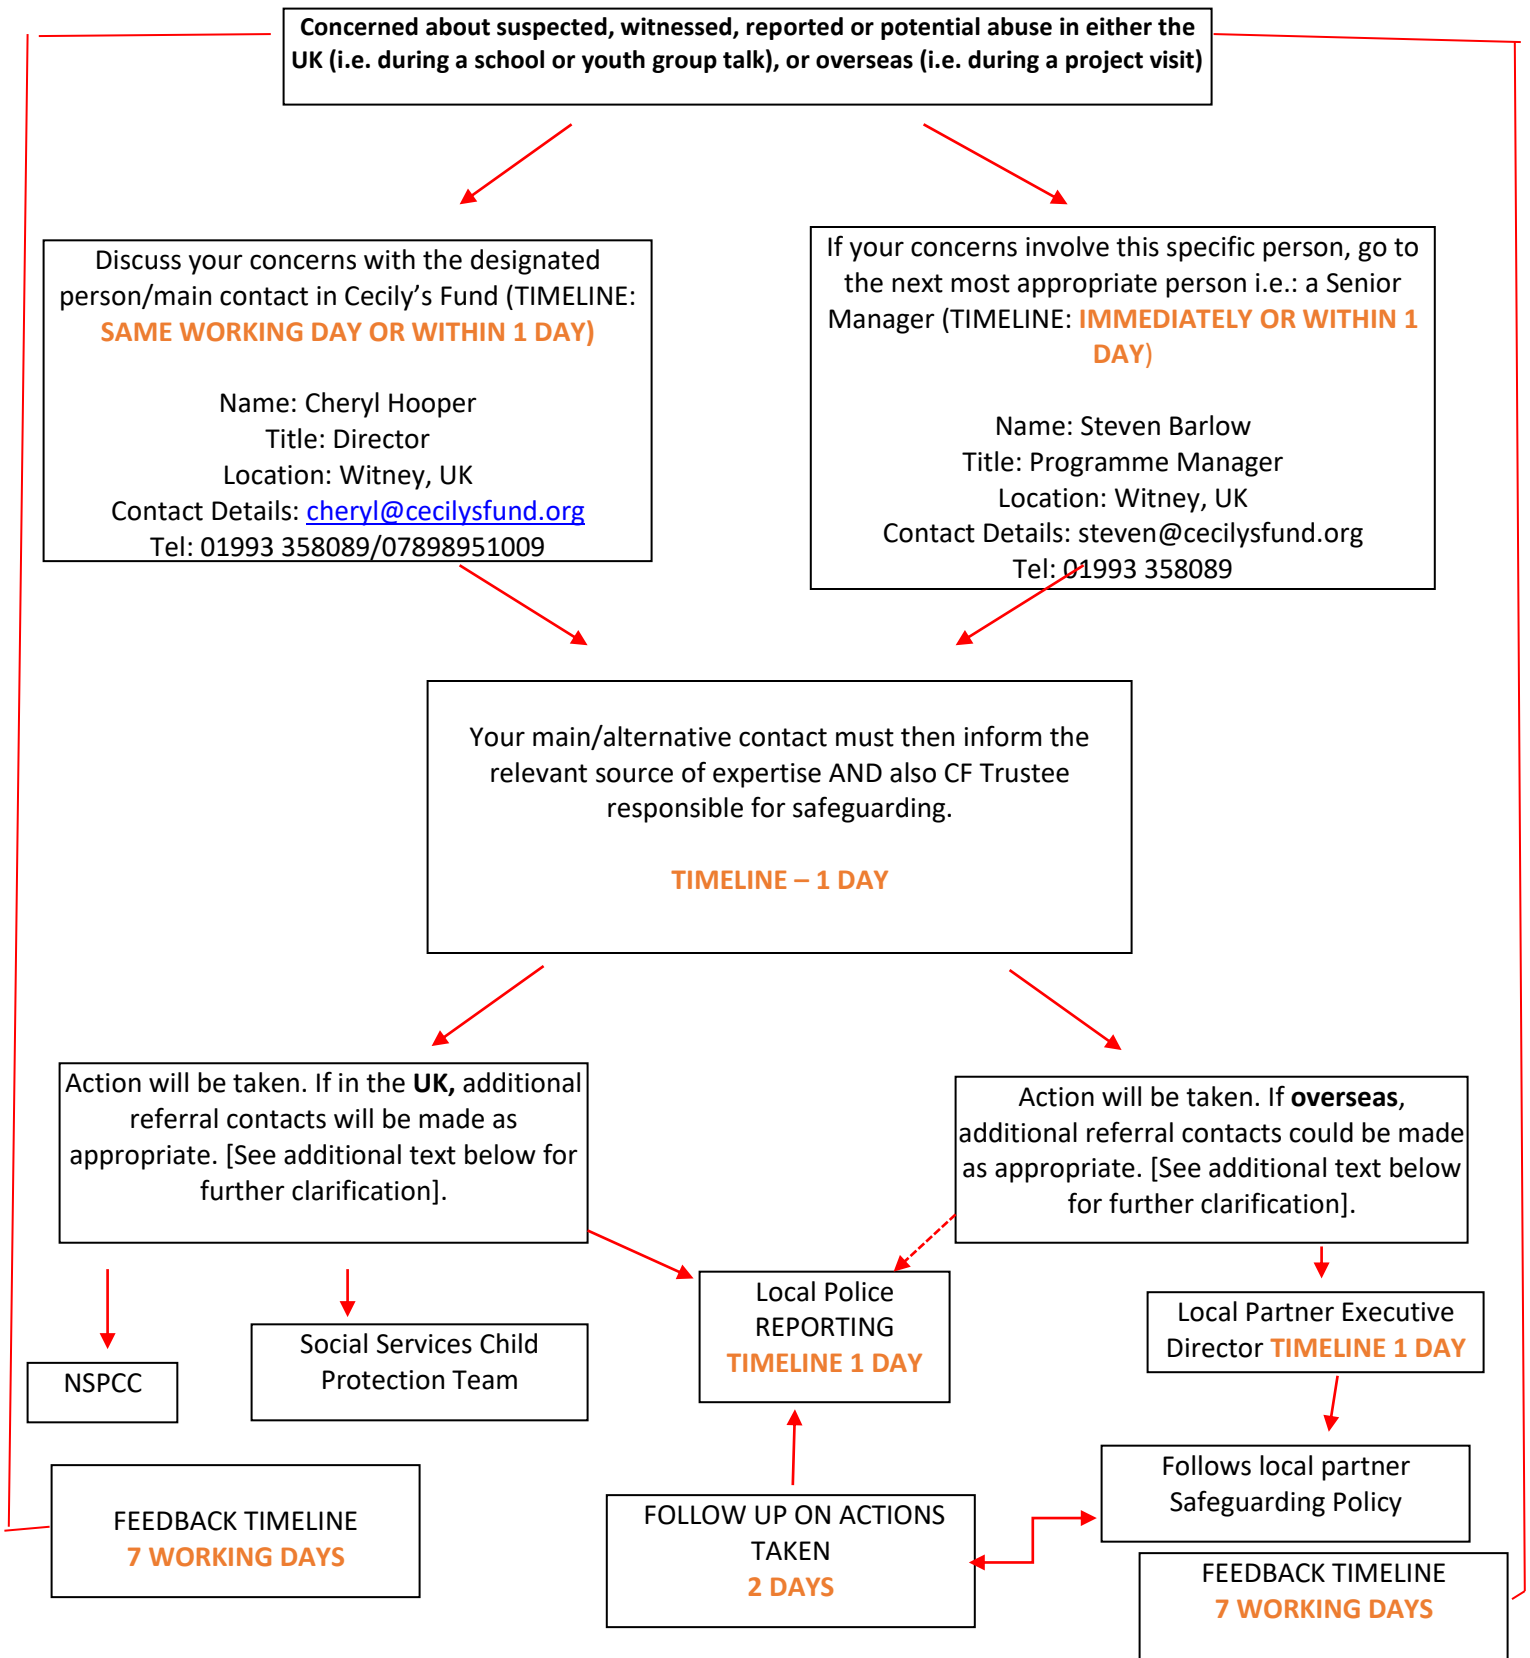 Concerned about suspected, witnessed, reported or potential abuse in either the
UK (i.e. during a school or youth group talk), or overseas (i.e. during a project visit)
Discuss your concerns with the designated
person/main contact in Cecily’s Fund (TIMELINE:
SAME WORKING DAY OR WITHIN 1 DAY)
Name: Cheryl Hooper
Title: Director
Location: Witney, UK
Contact Details: cheryl@cecilysfund.org
Tel: 01993 358089/07898951009
If your concerns involve this specific person, go to
the next most appropriate person i.e.: a Senior
Manager (TIMELINE: IMMEDIATELY OR WITHIN 1
DAY)
Name: Steven Barlow
Title: Programme Manager
Location: Witney, UK
Contact Details: steven@cecilysfund.org
Tel: 01993 358089
Your main/alternative contact must then inform the
relevant source of expertise AND also CF Trustee
responsible for safeguarding.
TIMELINE – 1 DAY
Action will be taken. If in the UK, additional
referral contacts will be made as
appropriate. [See additional text below for
further clarification].
Action will be taken. If overseas,
additional referral contacts could be made
as appropriate. [See additional text below
for further clarification].
NSPCC
Social Services Child
Protection Team
Local Police
REPORTING
TIMELINE 1 DAY
Local Partner Executive
Director TIMELINE 1 DAY
Follows local partner
Safeguarding Policy
FEEDBACK TIMELINE
7 WORKING DAYS
FOLLOW UP ON ACTIONS
TAKEN
2 DAYS
FEEDBACK TIMELINE
7 WORKING DAYS